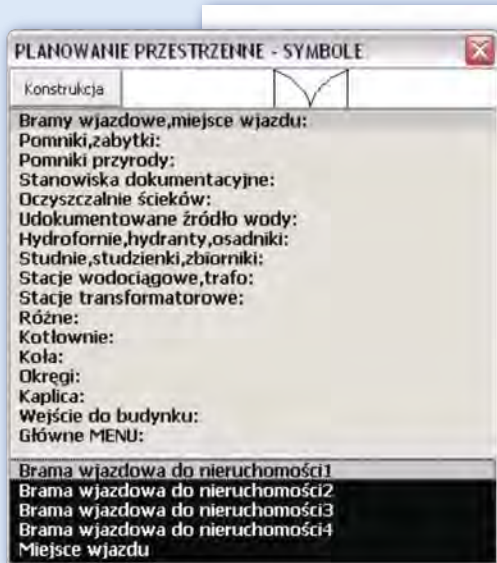 PLANOWANIE PRZESTRZENNE - SYMBOLE
Konstrukcja
Bramy wjazdowe,miejsce wjazdu:
Pomniki,zabytki:
Pomniki przyrody:
Stanowiska dokumentacyjne:
Oczyszczalnie ścieków:
Udokumentowane źródło wody:
Hydrofornie,hydranty,osadniki:
Studnie,studzienki,zbiorniki:
Stacje wodociągowe,trafo:
Stacje transformatorowe:
Różne:
Kotłownie:
Koła:
Okręgi:
Kaplica:
Wejście do budynku:
Główne MENU:
Brama wjazdowa do nieruchomości1
Brama wjazdowa do nieruchomości2
Brama wjazdowa do nieruchomości3
Brama wjazdowa do nieruchomości4
Miejsce wjazdu